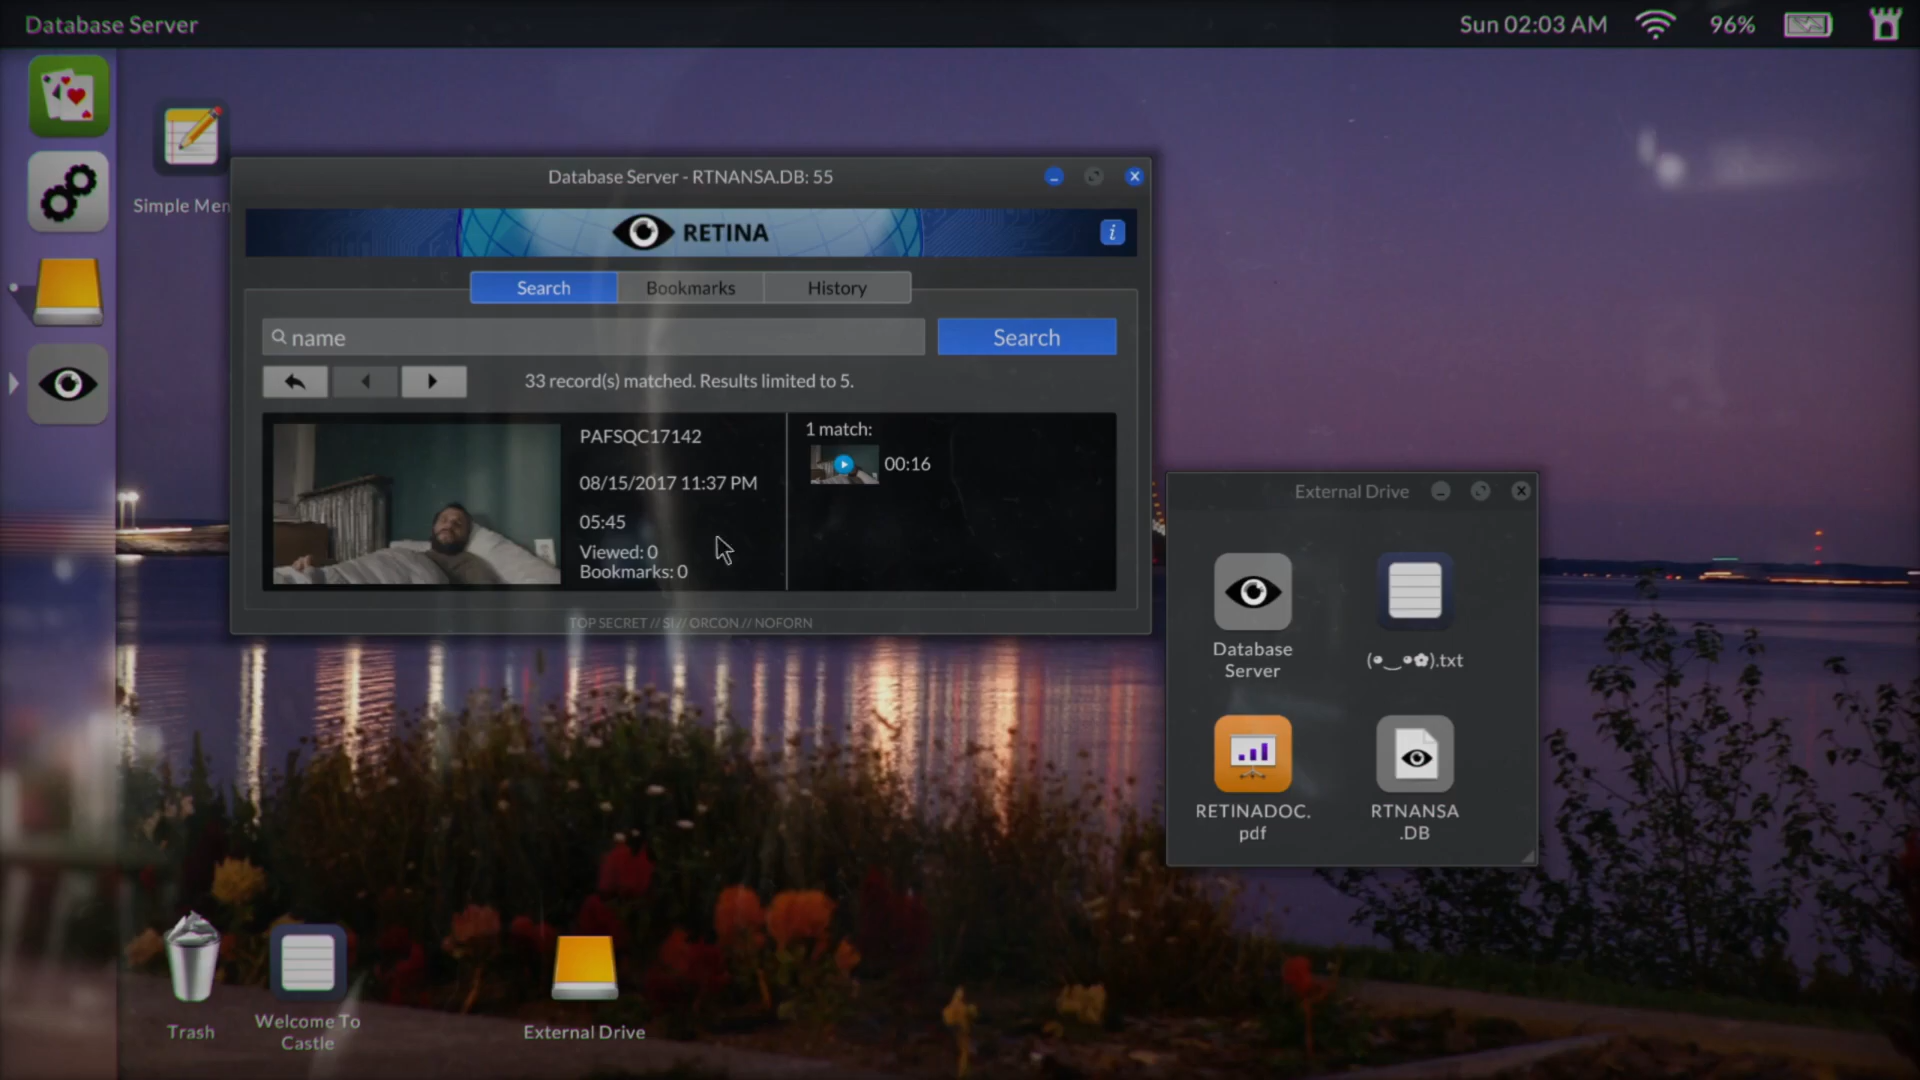 Database Server
Sun 02:03 AM
96%
Simple Men
Database Server - RTNANSA.DB: 55
RETINA
i
Search
Bookmarks
History
name
Search
33 record(s) matched. Results limited to 5.
PAFSQC17142
08/15/2017 11:37 PM
05:45
Viewed: 0
Bookmarks: 0
1 match:
00:16
TOP SECRET // SI // ORCON // NOFORN
External Drive
Database
Server
(•‿•✿).txt
RETINADOC.
pdf
RTNANSA
.DB
Trash
Welcome To
Castle
External Drive